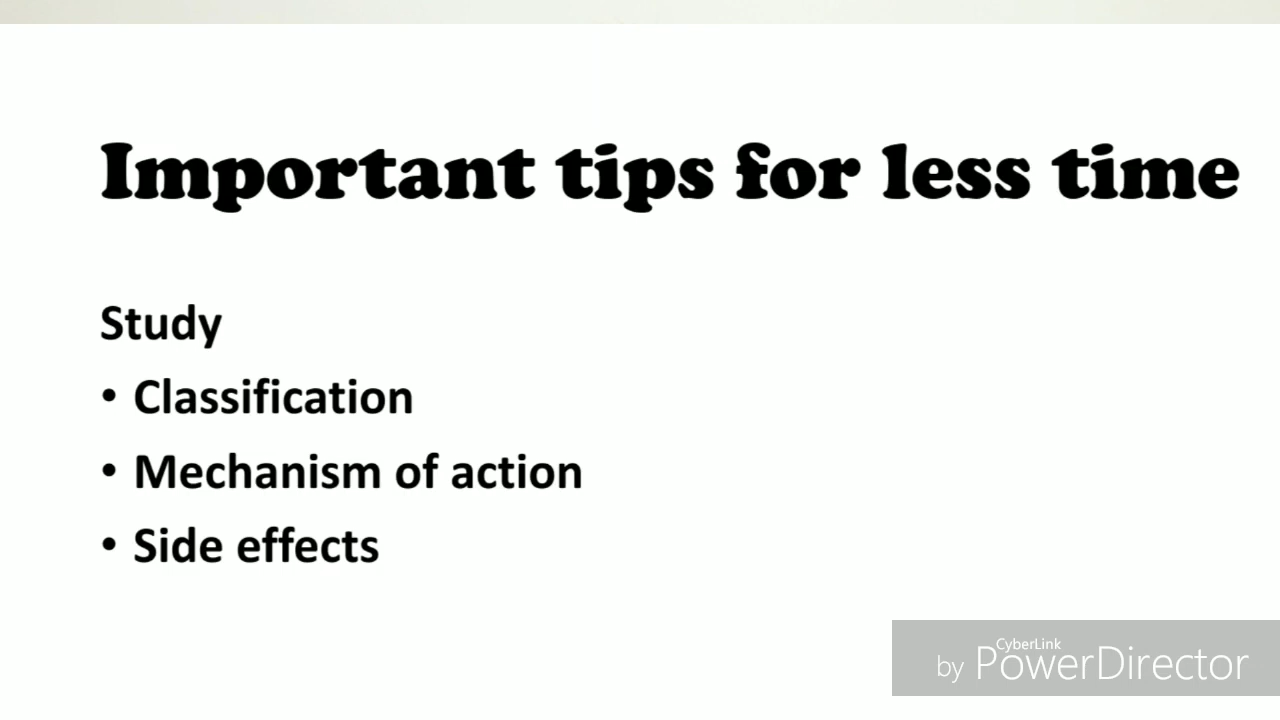 Important tips for less time
Study
• Classification
• Mechanism of action
• Side effects
CyberLink
by PowerDirector